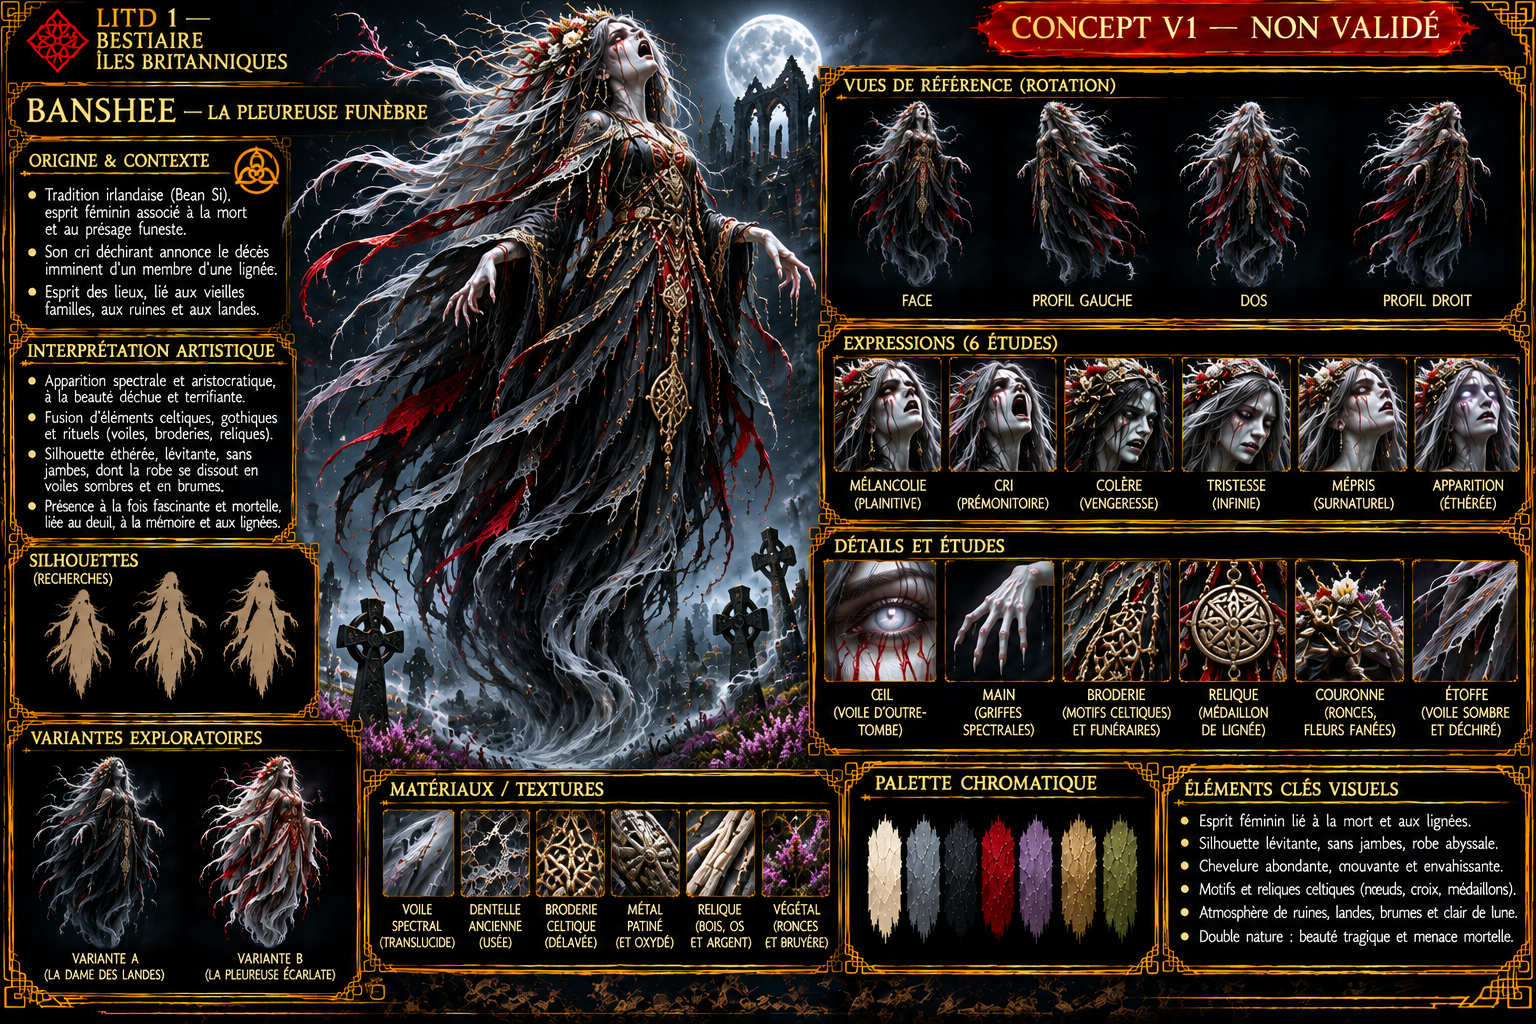 LITD 1 —
BESTIAIRE
ÎLES BRITANNIQUES
CONCEPT V1 — NON VALIDÉ
BANSHEE — LA PLEUREUSE FUNÈBRE
ORIGINE & CONTEXTE
Tradition irlandaise (Bean Si),
esprit féminin associé à la mort
et au présage funeste.
Son cri déchirant annonce le décès
imminent d'un membre d'une lignée.
Esprit des lieux, lié aux vieilles
familles, aux ruines et aux landes.
INTERPRÉTATION ARTISTIQUE
Apparition spectrale et aristocratique,
à la beauté déchue et terrifiante.
Fusion d'éléments celtiques, gothiques
et rituels (voiles, broderies, reliques).
Silhouette éthérée, lévitante, sans
jambes, dont la robe se dissout en
voiles sombres et en brumes.
Présence à la fois fascinante et mortelle,
liée au deuil, à la mémoire et aux lignées.
SILHOUETTES
(RECHERCHES)
VARIANTES EXPLORATOIRES
VARIANTE A
(LA DAME DES LANDES)
VARIANTE B
(LA PLEUREUSE ÉCARLATE)
VUES DE RÉFÉRENCE (ROTATION)
FACE
PROFIL GAUCHE
DOS
PROFIL DROIT
EXPRESSIONS (6 ÉTUDES)
MÉLANCOLIE
(PLAINITIVE)
CRI
(PRÉMONITOIRE)
COLÈRE
(VENGERESSE)
TRISTESSE
(INFINIE)
MÉPRIS
(SURNATUREL)
APPARITION
(ÉTHÉRÉE)
DÉTAILS ET ÉTUDES
ŒIL
(VOILE D'OUTRE-
TOMBE)
MAIN
(GRIFFES
SPECTRALES)
BRODERIE
(MOTIFS CELTIQUES)
ET FUNÉRAIRES)
RELIQUE
(MÉDAILLON
DE LIGNÉE)
COURONNE
(RONCES,
FLEURS FANÉES)
ÉTOFFE
(VOILE SOMBRE
ET DÉCHIRÉ)
MATÉRIAUX / TEXTURES
VOILE
SPECTRAL
(TRANSLUCIDE)
DENTELLE
ANCIENNE
(USÉE)
BRODERIE
CELTIQUE
(DÉLAVÉE)
MÉTAL
PATINÉ
(ET OXYDÉ)
RELIQUE
(BOIS, OS
ET ARGENT)
VÉGÉTAL
(RONCES
ET BRUYÈRE)
PALETTE CHROMATIQUE
ÉLÉMENTS CLÉS VISUELS
Esprit féminin lié à la mort et aux lignées.
Silhouette lévitante, sans jambes, robe abyssale.
Chevelure abondante, mouvante et envahissante.
Motifs et reliques celtiques (nœuds, croix, médaillons).
Atmosphère de ruines, landes, brumes et clair de lune.
Double nature : beauté tragique et menace mortelle.